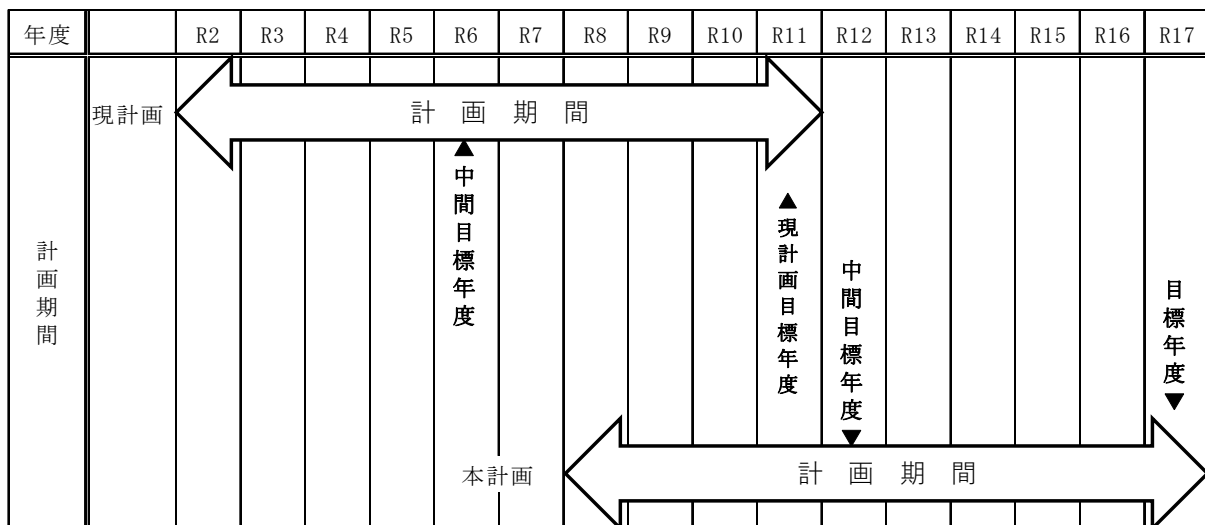 年度 R2 R3 R4 R5 R6 R7 R8 R9 R10 R11 R12 R13 R14 R15 R16 R17
現計画
計画期間
▲中間目標年度
▲現計画目標年度
計画期間
中間目標年度▼
目標年度▼
本計画
計画期間